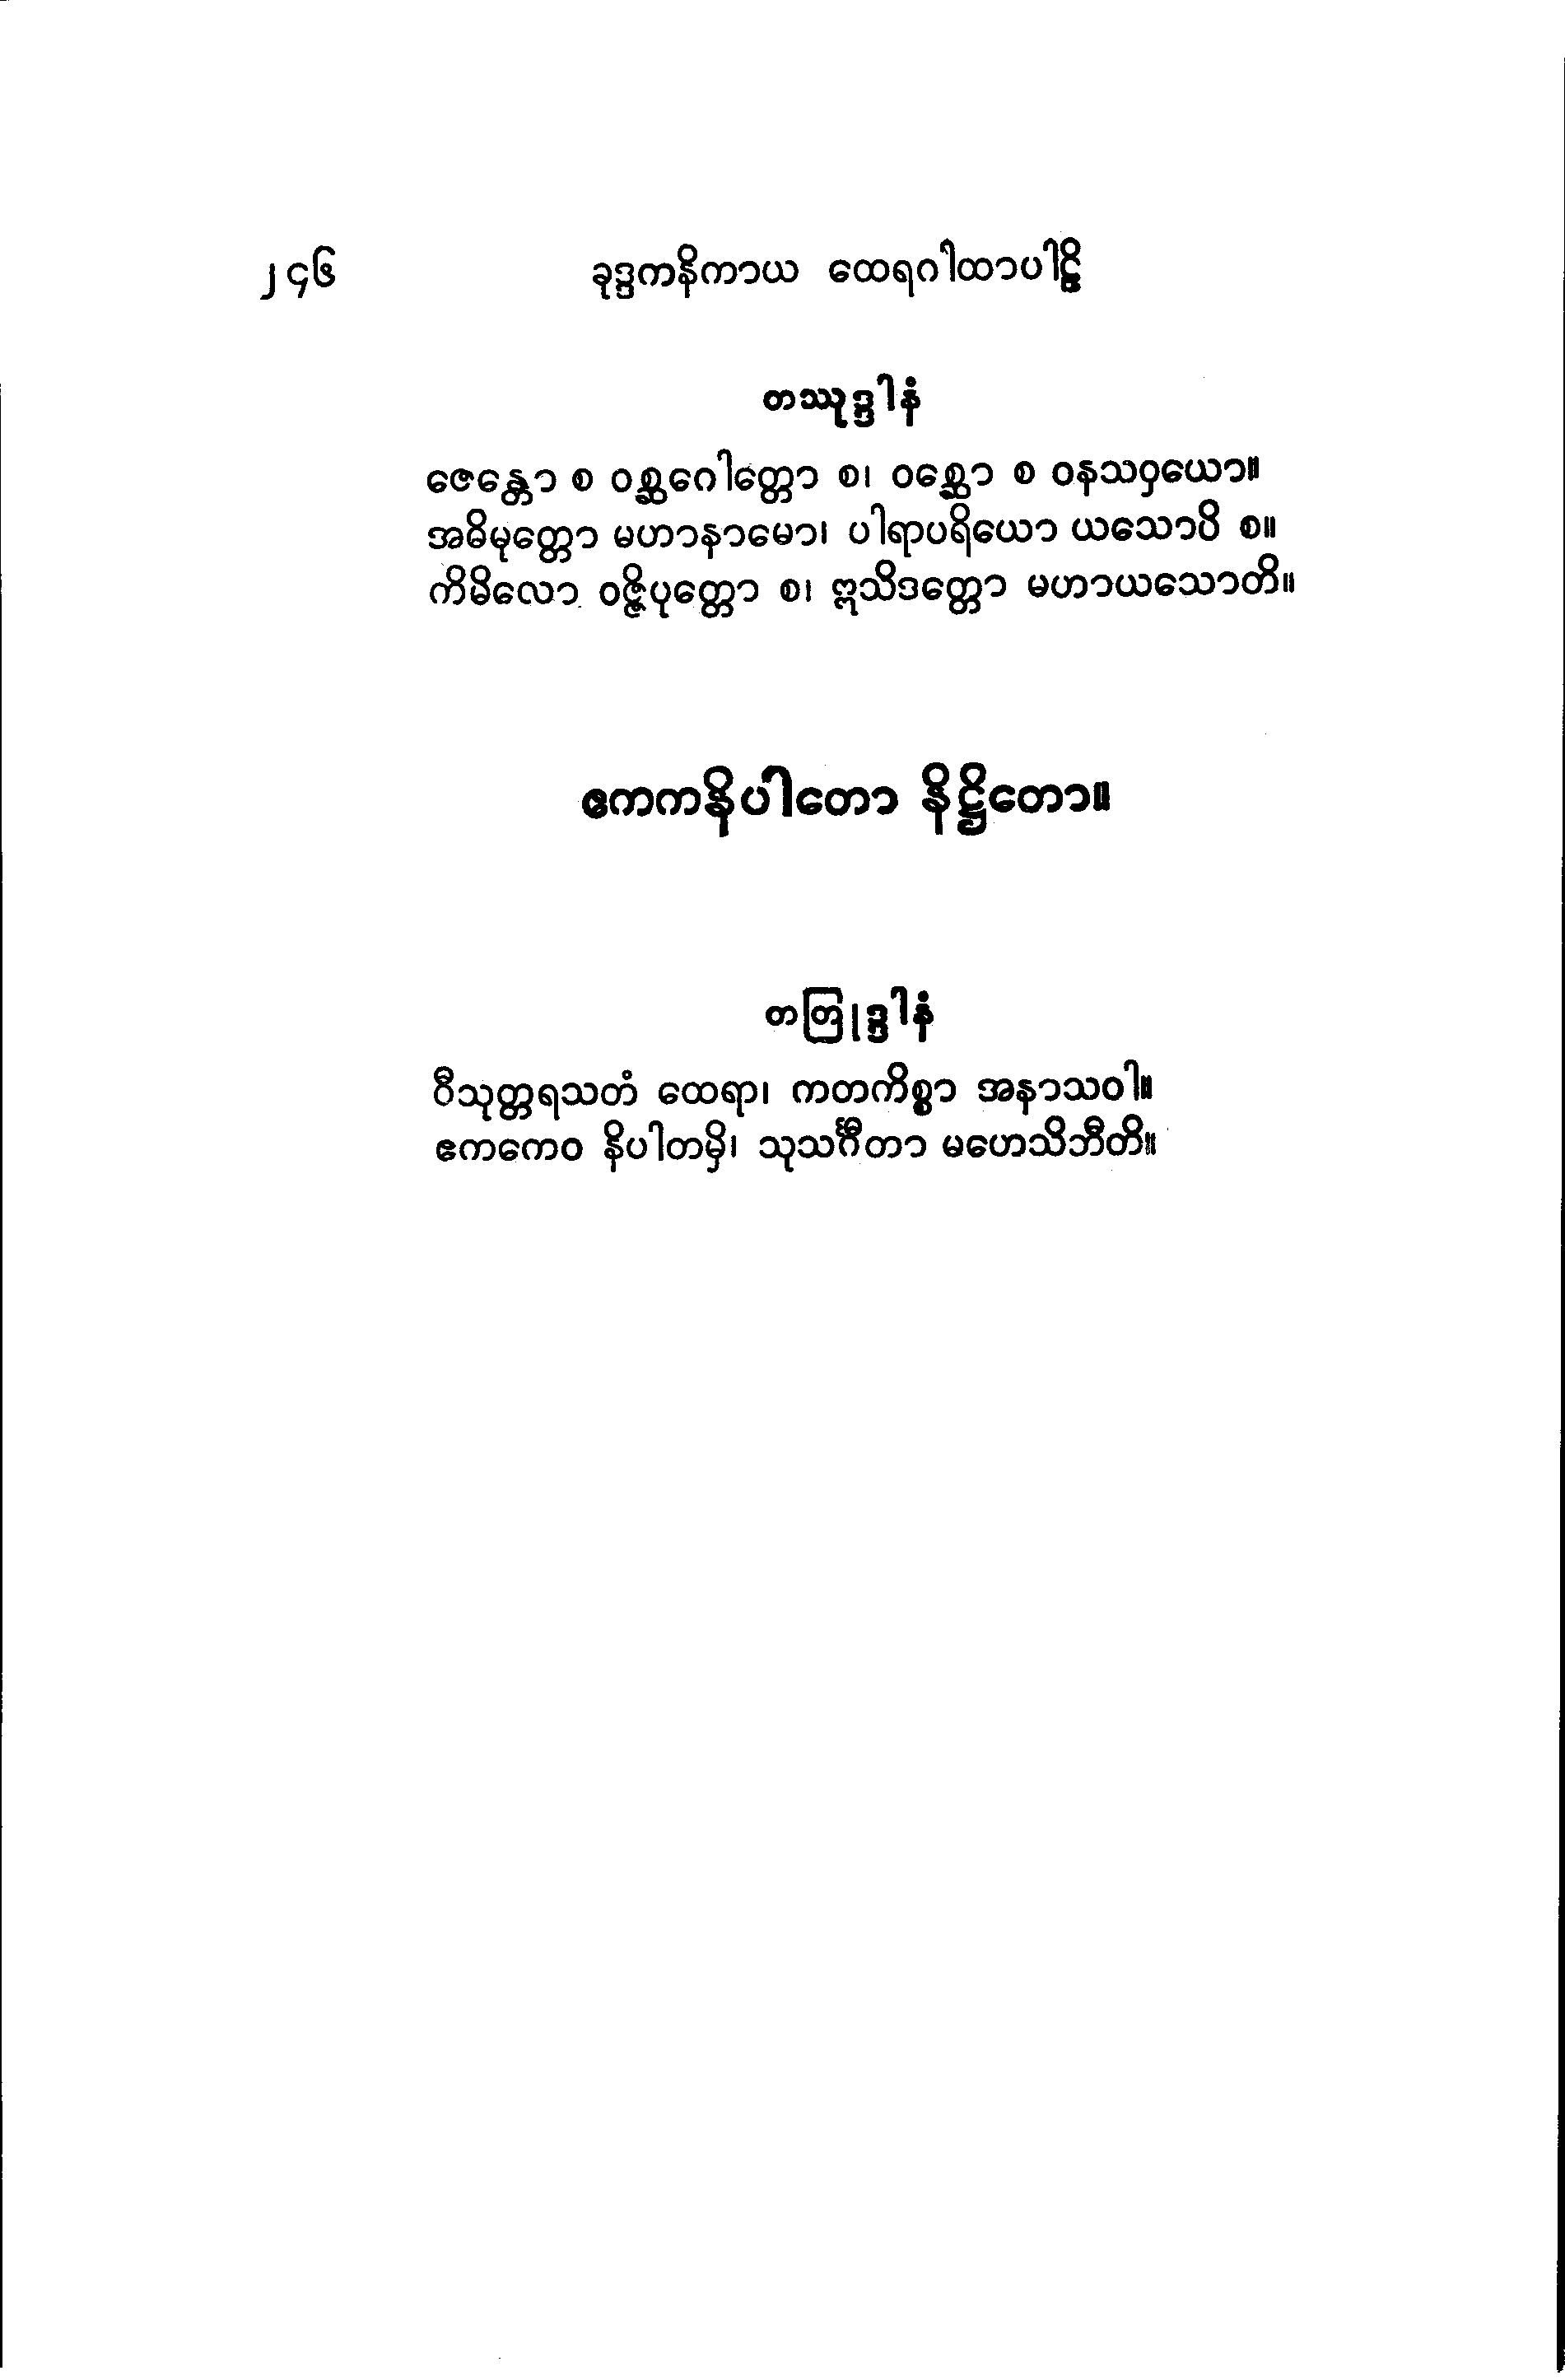 ၂၄၆ ခုဒ္ဒကနိကာယ ထေရဂါထာပါဠိ
တဿုဒ္ဒါနံ
ဇေန္တော စ ဝစ္ဆဂေါတ္တော စ၊ ဝစ္ဆော စ ဝနသဝှယော။
အဓိမုတ္တော မဟာနာမော၊ ပါရာပရိယော ယသောပိ စ။
ကိမိလော ဝဇ္ဇိပုတ္တော စ၊ ဣသိဒတ္တော မဟာယသောတိ။
ဧကကနိပါတော နိဋ္ဌိတော။
တတြုဒ္ဒါနံ
ဝီသုတ္တရသတံ ထေရာ၊ ကတကိစ္စာ အနာသဝါ။
ဧကကေဝ နိပါတမှိ၊ သုသင်္ဂီတာ မဟေသိဘီတိ။